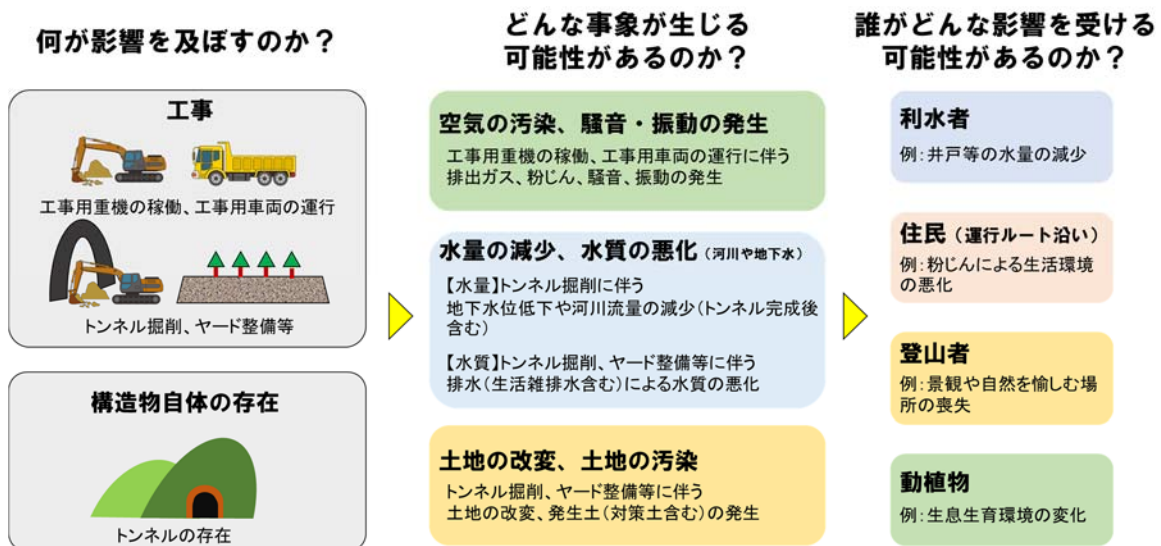 何が影響を及ぼすのか？
工事
工事用重機の稼働、工事用車両の運行
トンネル掘削、ヤード整備等
構造物自体の存在
トンネルの存在
どんな事象が生じる
可能性があるのか？
空気の汚染、騒音・振動の発生
工事用重機の稼働、工事用車両の運行に伴う
排出ガス、粉じん、騒音、振動の発生
水量の減少、水質の悪化（河川や地下水）
【水量】トンネル掘削に伴う
地下水位低下や河川流量の減少（トンネル完成後
含む）
【水質】トンネル掘削、ヤード整備等に伴う
排水（生活雑排水含む）による水質の悪化
土地の改変、土地の汚染
トンネル掘削、ヤード整備等に伴う
土地の改変、発生土（対策土含む）の発生
誰がどんな影響を受ける
可能性があるのか？
利水者
例：井戸等の水量の減少
住民（運行ルート沿い）
例：粉じんによる生活環境
の悪化
登山者
例：景観や自然を愉しむ場
所の喪失
動植物
例：生息生育環境の変化